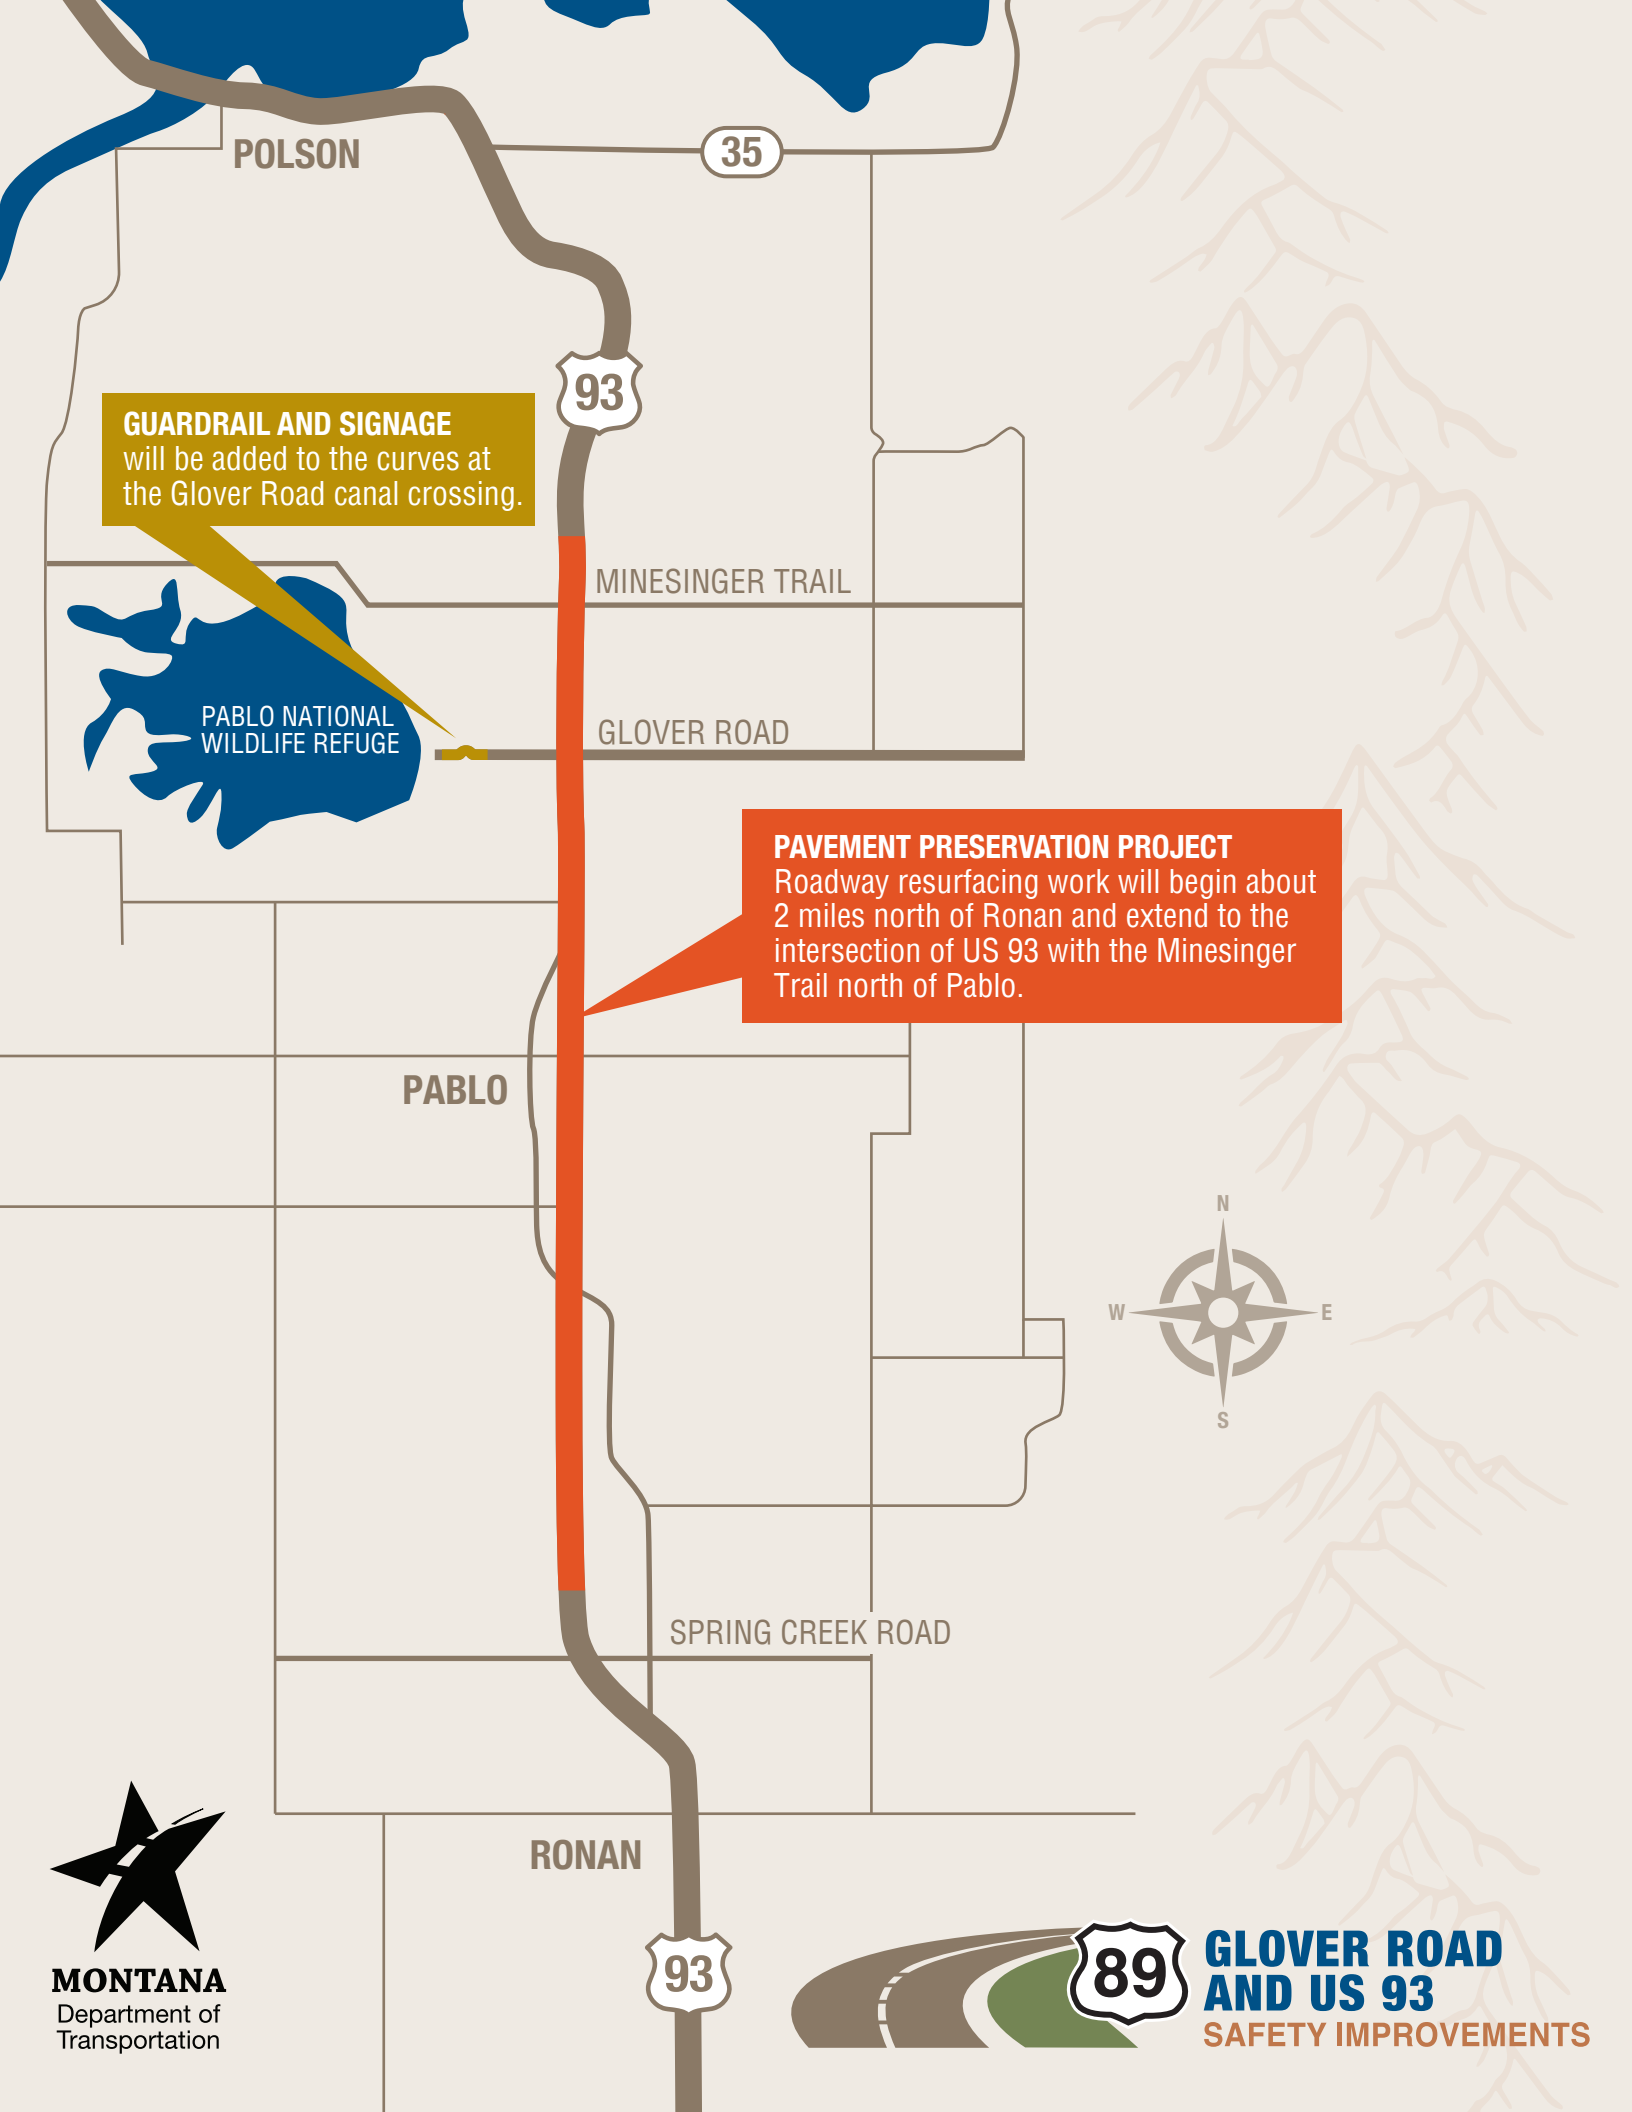 POLSON
35
93
GUARDRAIL AND SIGNAGE
will be added to the curves at
the Glover Road canal crossing.
MINESINGER TRAIL
PABLO NATIONAL
WILDLIFE REFUGE
GLOVER ROAD
PAVEMENT PRESERVATION PROJECT
Roadway resurfacing work will begin about
2 miles north of Ronan and extend to the
intersection of US 93 with the Minesinger
Trail north of Pablo.
PABLO
N
W
E
S
SPRING CREEK ROAD
RONAN
93
MONTANA
Department of
Transportation
89
GLOVER ROAD
AND US 93
SAFETY IMPROVEMENTS